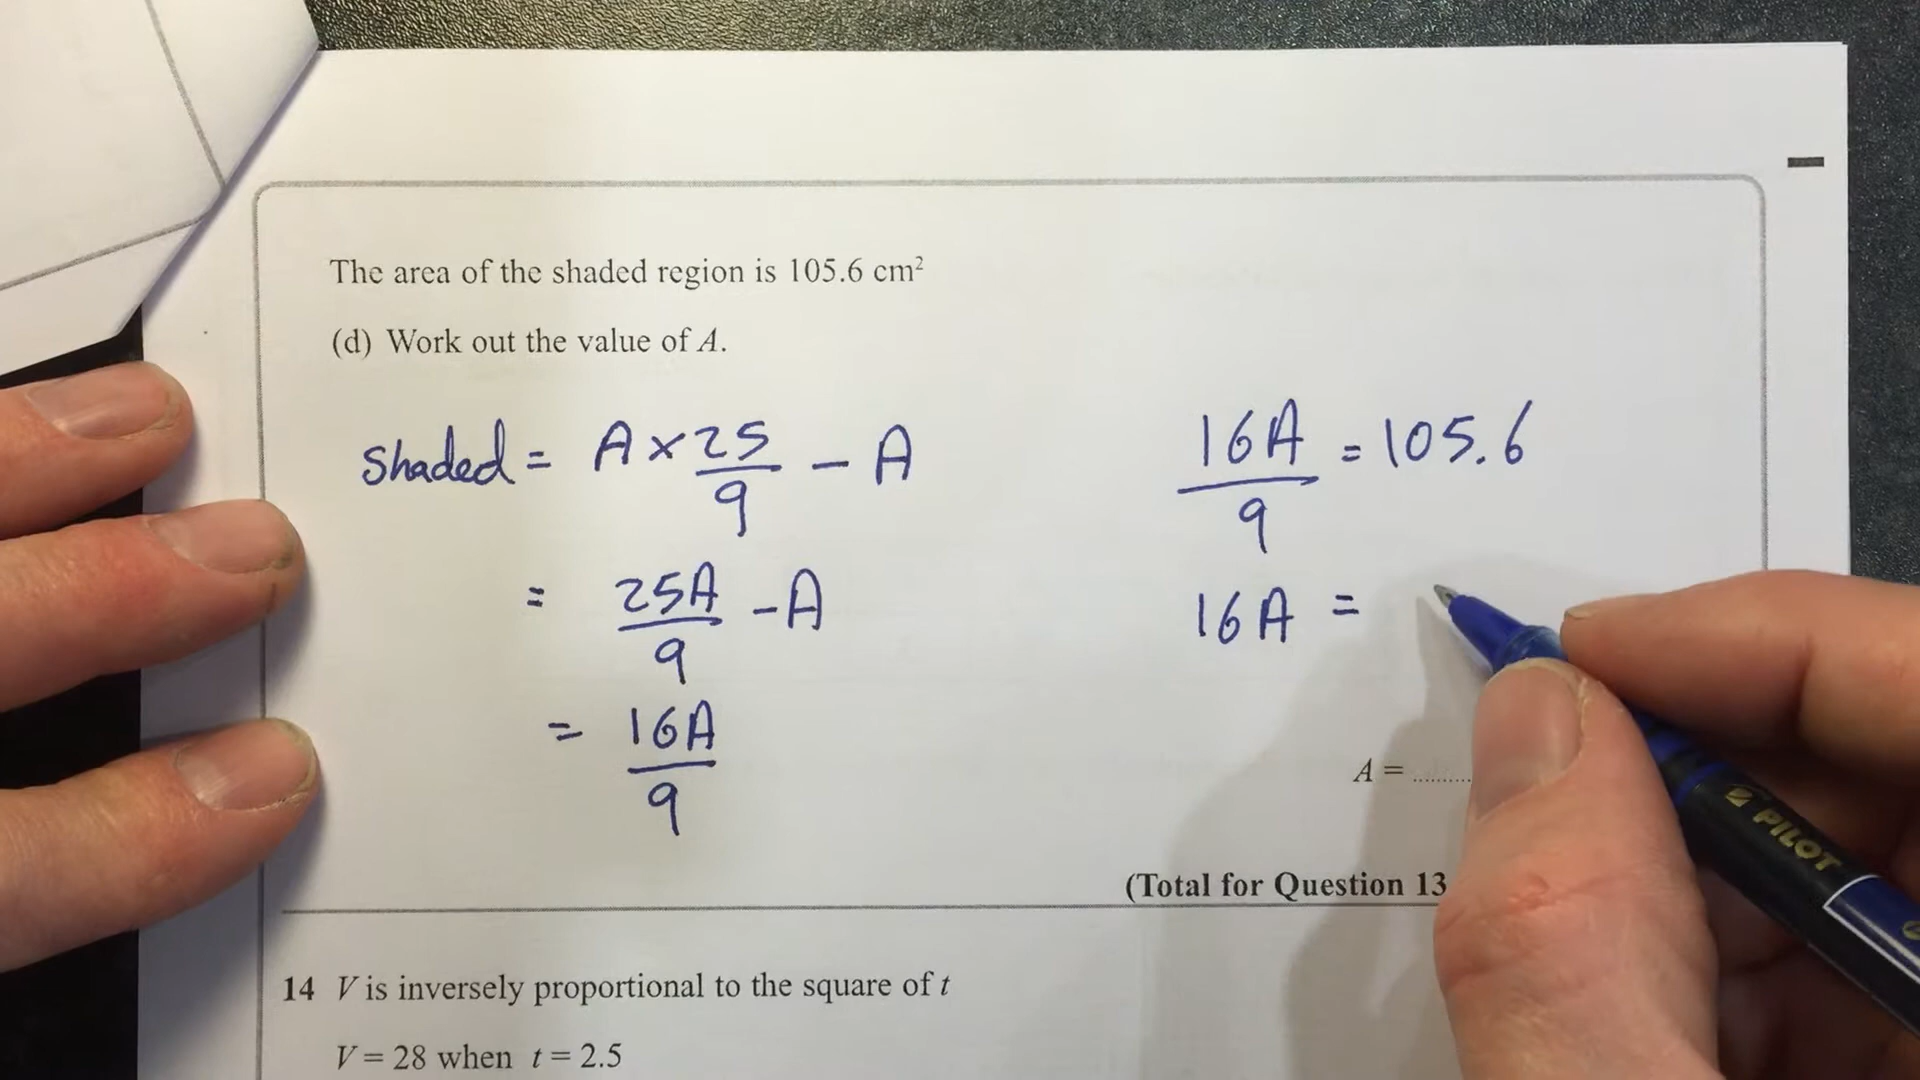 The area of the shaded region is 105.6 cm²
(d) Work out the value of A.
Shaded = A × 25/9 − A
= 25A/9 − A
= 16A/9
16A/9 = 105.6
16A =
A = ..........
(Total for Question 13
14 V is inversely proportional to the square of t
V = 28 when t = 2.5
PILOT